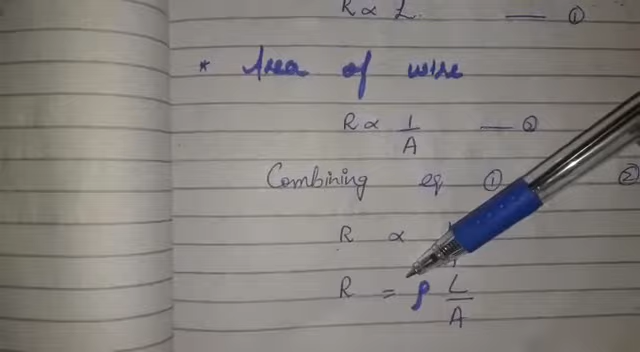 R ∝ L — ①
* Area of wire
R ∝ 1/A — ②
Combining eq ① ②
R ∝
R = ρ L/A